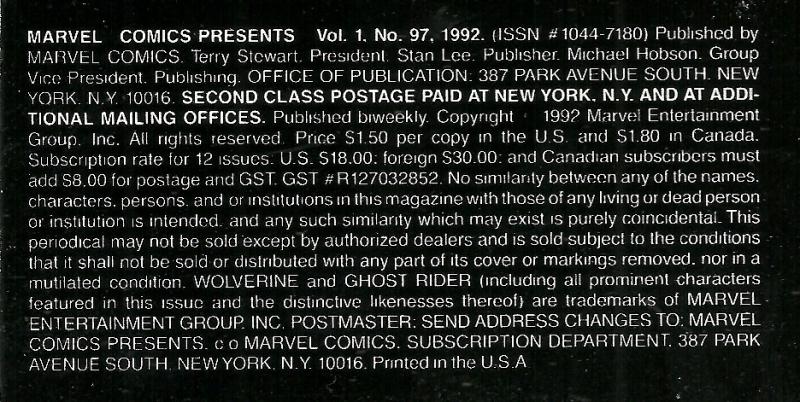 MARVEL COMICS PRESENTS Vol. 1, No. 97, 1992. (ISSN #1044-7180) Published by
MARVEL COMICS. Terry Stewart. President. Stan Lee. Publisher. Michael Hobson. Group
Vice President. Publishing. OFFICE OF PUBLICATION: 387 PARK AVENUE SOUTH. NEW
YORK. N.Y. 10016. SECOND CLASS POSTAGE PAID AT NEW YORK. N.Y. AND AT ADDI-
TIONAL MAILING OFFICES. Published biweekly. Copyright 1992 Marvel Entertainment
Group. Inc. All rights reserved. Price $1.50 per copy in the U.S. and $1.80 in Canada.
Subscription rate for 12 issues: U.S. $18.00: foreign $30.00: and Canadian subscribers must
add $8.00 for postage and GST. GST #R127032852. No similarity between any of the names.
characters. persons. and or institutions in this magazine with those of any living or dead person
or institution is intended. and any such similarity which may exist is purely coincidental. This
periodical may not be sold except by authorized dealers and is sold subject to the conditions
that it shall not be sold or distributed with any part of its cover or markings removed. nor in a
mutilated condition. WOLVERINE and GHOST RIDER (including all prominent characters
featured in this issue and the distinctive likenesses thereof) are trademarks of MARVEL
ENTERTAINMENT GROUP. INC. POSTMASTER: SEND ADDRESS CHANGES TO: MARVEL
COMICS PRESENTS. c o MARVEL COMICS. SUBSCRIPTION DEPARTMENT. 387 PARK
AVENUE SOUTH. NEW YORK. N.Y. 10016. Printed in the U.S.A